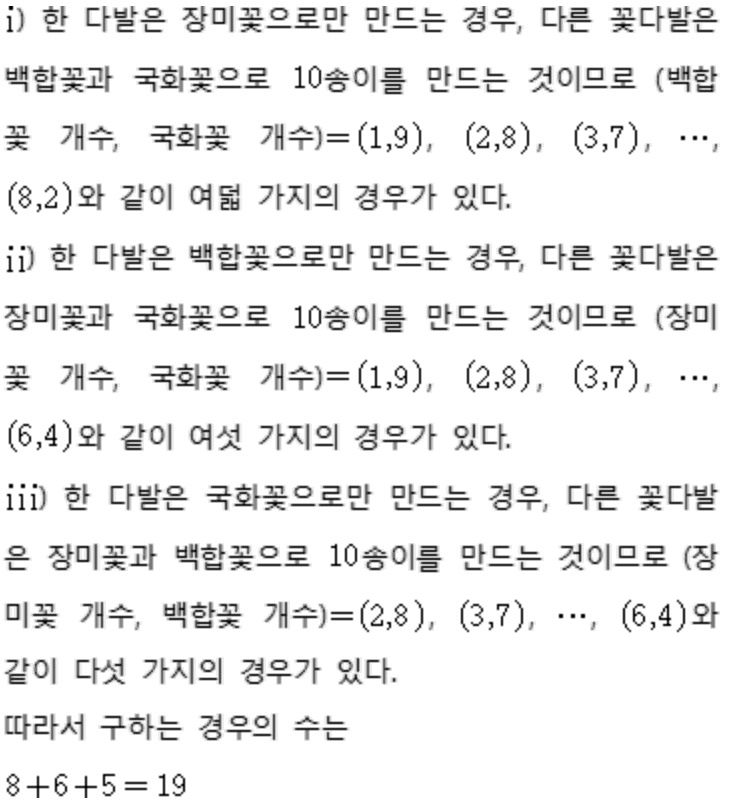 i) 한 다발은 장미꽃으로만 만드는 경우, 다른 꽃다발은
백합꽃과 국화꽃으로 10송이를 만드는 것이므로 (백합
꽃 개수, 국화꽃 개수)=(1,9), (2,8), (3,7), ⋯,
(8,2)와 같이 여덟 가지의 경우가 있다.
ii) 한 다발은 백합꽃으로만 만드는 경우, 다른 꽃다발은
장미꽃과 국화꽃으로 10송이를 만드는 것이므로 (장미
꽃 개수, 국화꽃 개수)=(1,9), (2,8), (3,7), ⋯,
(6,4)와 같이 여섯 가지의 경우가 있다.
iii) 한 다발은 국화꽃으로만 만드는 경우, 다른 꽃다발
은 장미꽃과 백합꽃으로 10송이를 만드는 것이므로 (장
미꽃 개수, 백합꽃 개수)=(2,8), (3,7), ⋯, (6,4)와
같이 다섯 가지의 경우가 있다.
따라서 구하는 경우의 수는
8+6+5=19